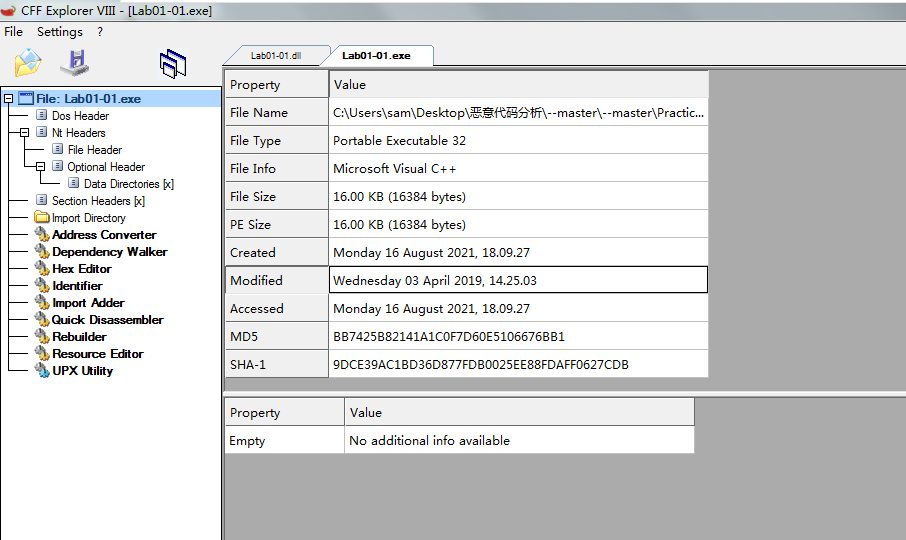 CFF Explorer VIII - [Lab01-01.exe]
File Settings ?
Lab01-01.dll Lab01-01.exe
File: Lab01-01.exe
Dos Header
Nt Headers
File Header
Optional Header
Data Directories [x]
Section Headers [x]
Import Directory
Address Converter
Dependency Walker
Hex Editor
Identifier
Import Adder
Quick Disassembler
Rebuilder
Resource Editor
UPX Utility
Property Value
File Name C:\Users\sam\Desktop\恶意代码分析\--master\--master\Practic...
File Type Portable Executable 32
File Info Microsoft Visual C++
File Size 16.00 KB (16384 bytes)
PE Size 16.00 KB (16384 bytes)
Created Monday 16 August 2021, 18.09.27
Modified Wednesday 03 April 2019, 14.25.03
Accessed Monday 16 August 2021, 18.09.27
MD5 BB7425B82141A1C0F7D60E5106676BB1
SHA-1 9DCE39AC1BD36D877FDB0025EE88FDAFF0627CDB
Property Value
Empty No additional info available